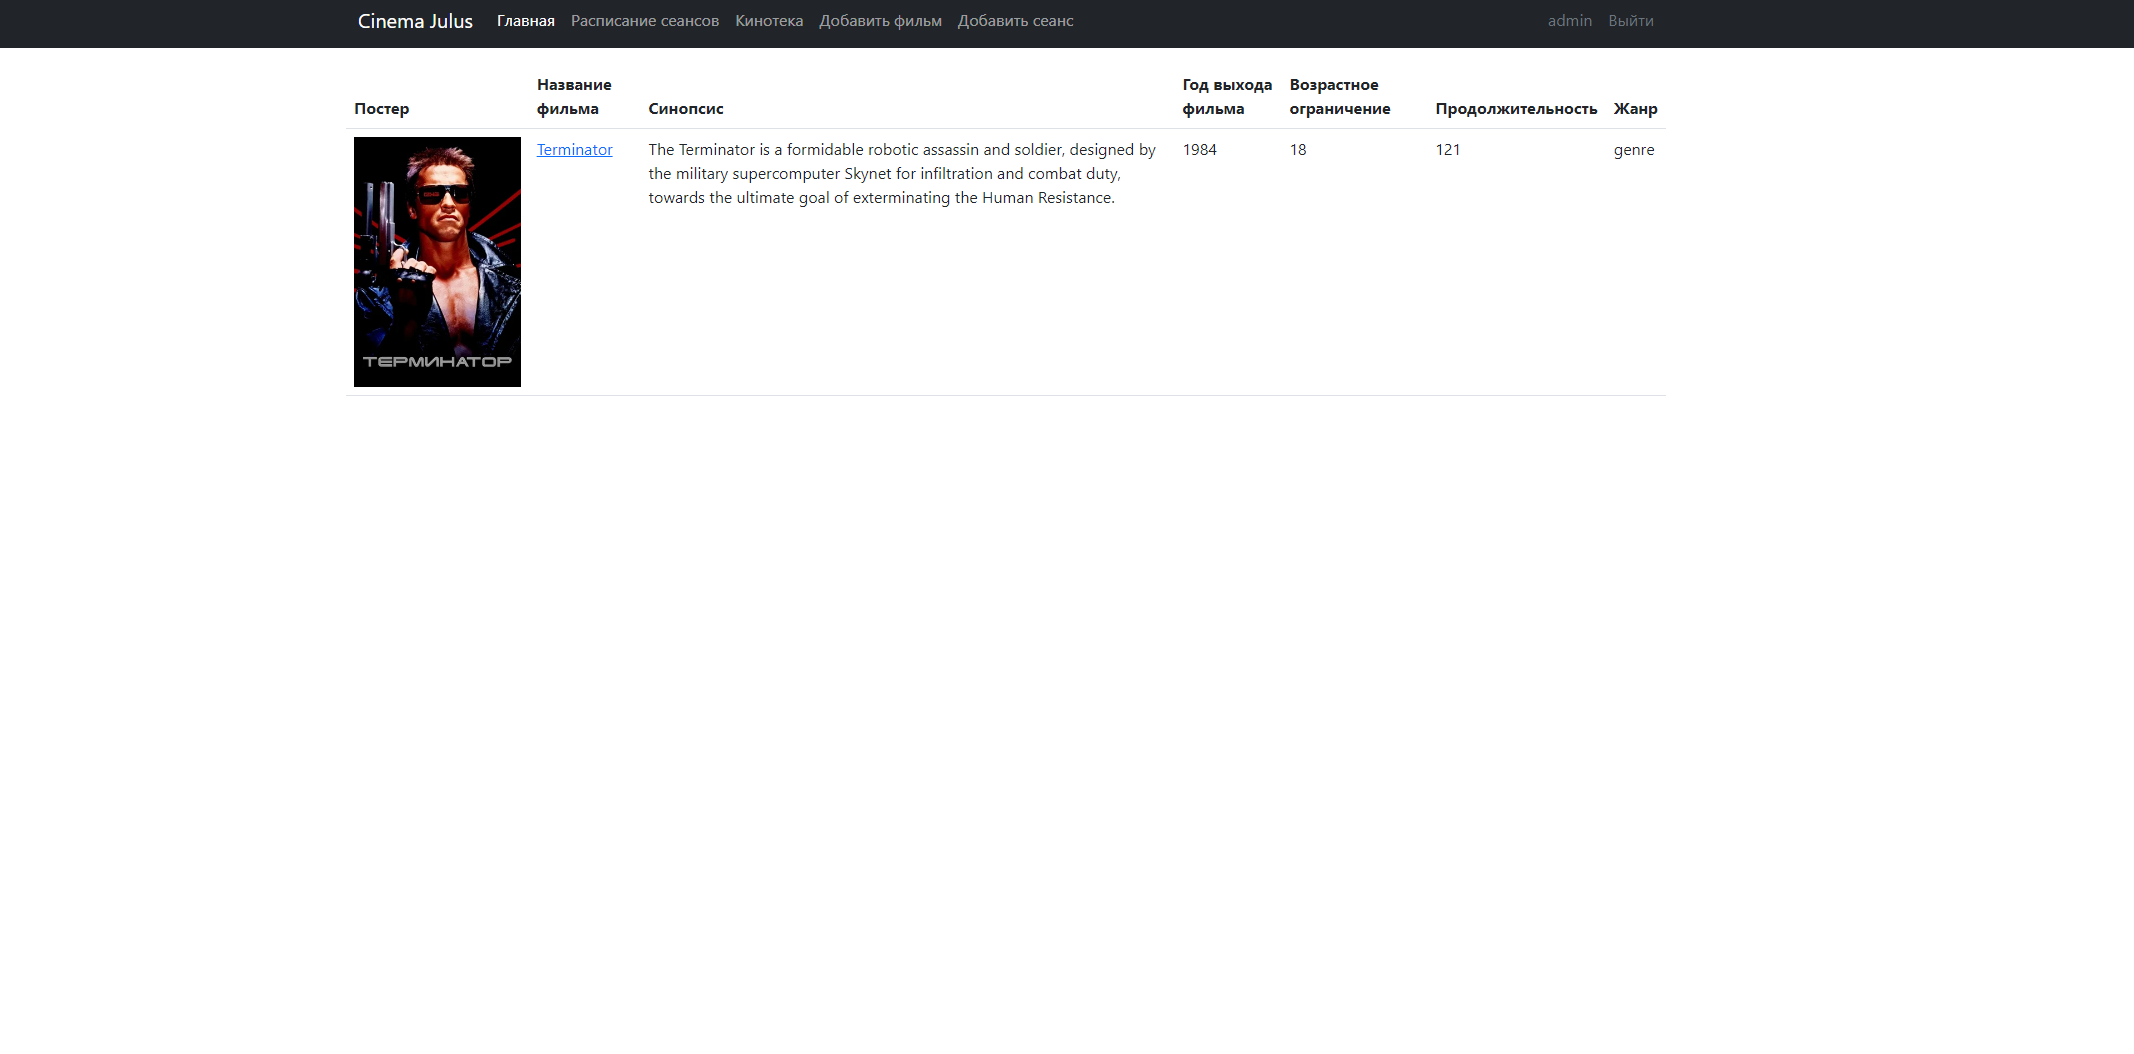 Cinema Julus Главная Расписание сеансов Кинотека Добавить фильм Добавить сеанс admin Выйти
Постер Название фильма Синопсис Год выхода фильма Возрастное ограничение Продолжительность Жанр
ТЕРМИНАТОР
Terminator
The Terminator is a formidable robotic assassin and soldier, designed by
the military supercomputer Skynet for infiltration and combat duty,
towards the ultimate goal of exterminating the Human Resistance.
1984
18
121
genre